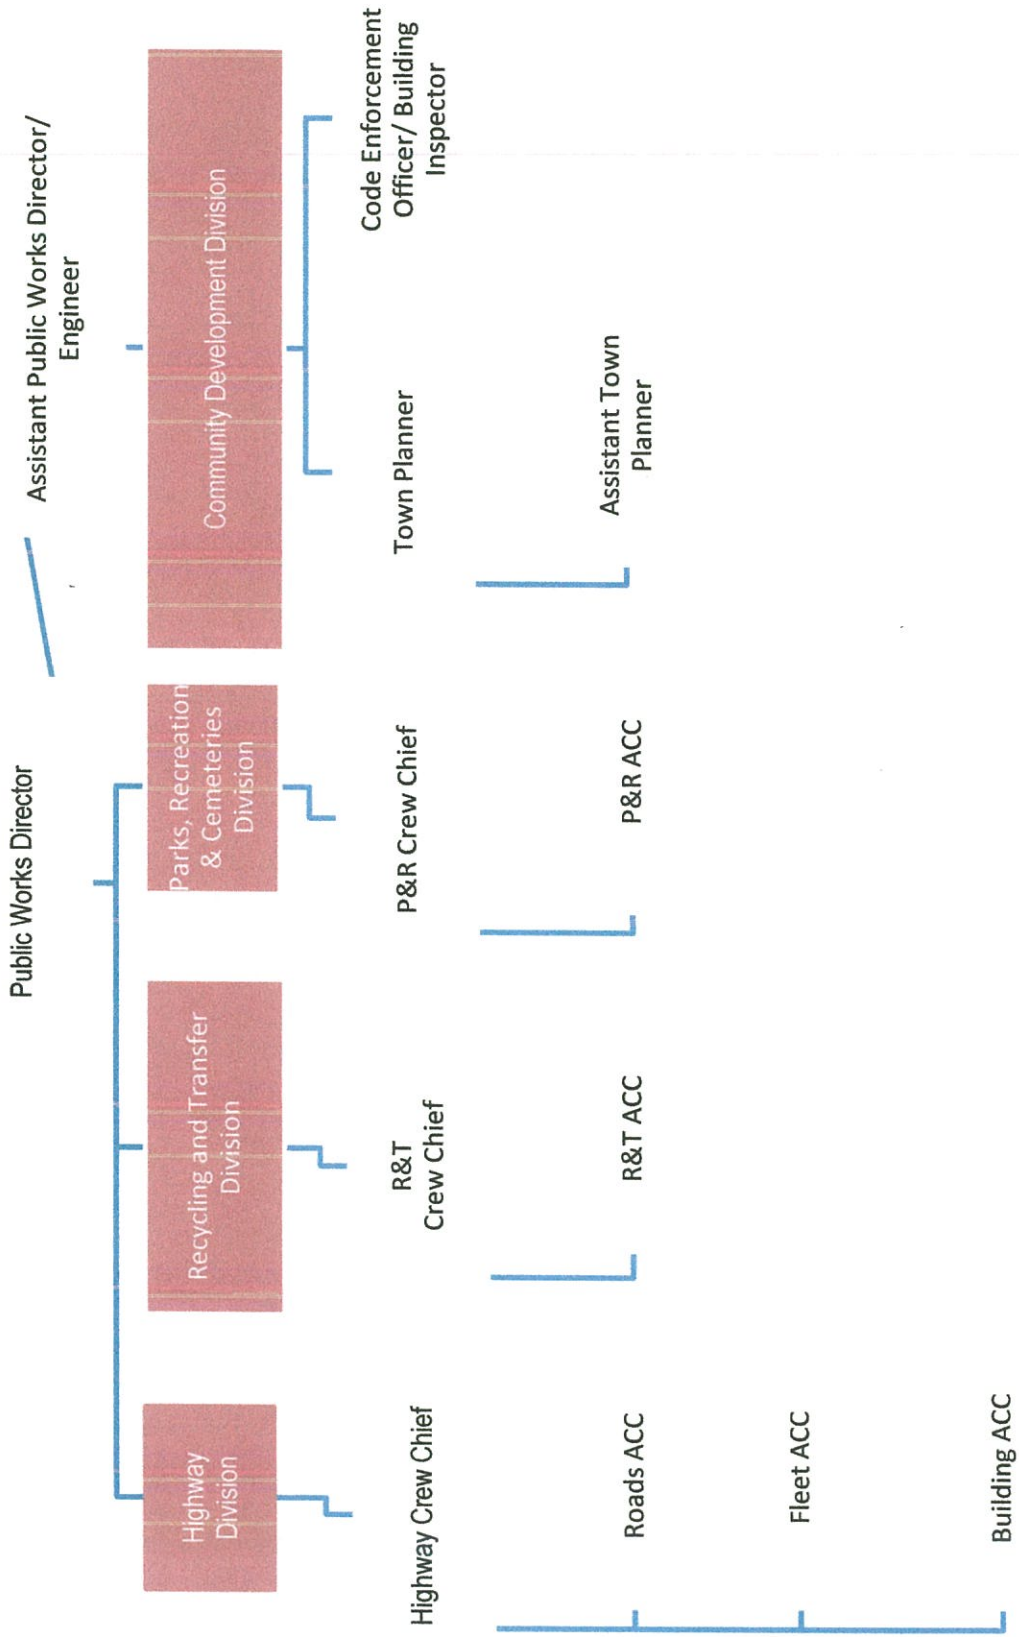 Public Works Director
Assistant Public Works Director/
Engineer
Highway
Division
Recycling and Transfer
Division
Parks, Recreation
& Cemeteries
Division
Community Development Division
Highway Crew Chief
R&T
Crew Chief
P&R Crew Chief
Town Planner
Code Enforcement
Officer/ Building
Inspector
Roads ACC
R&T ACC
P&R ACC
Assistant Town
Planner
Fleet ACC
Building ACC